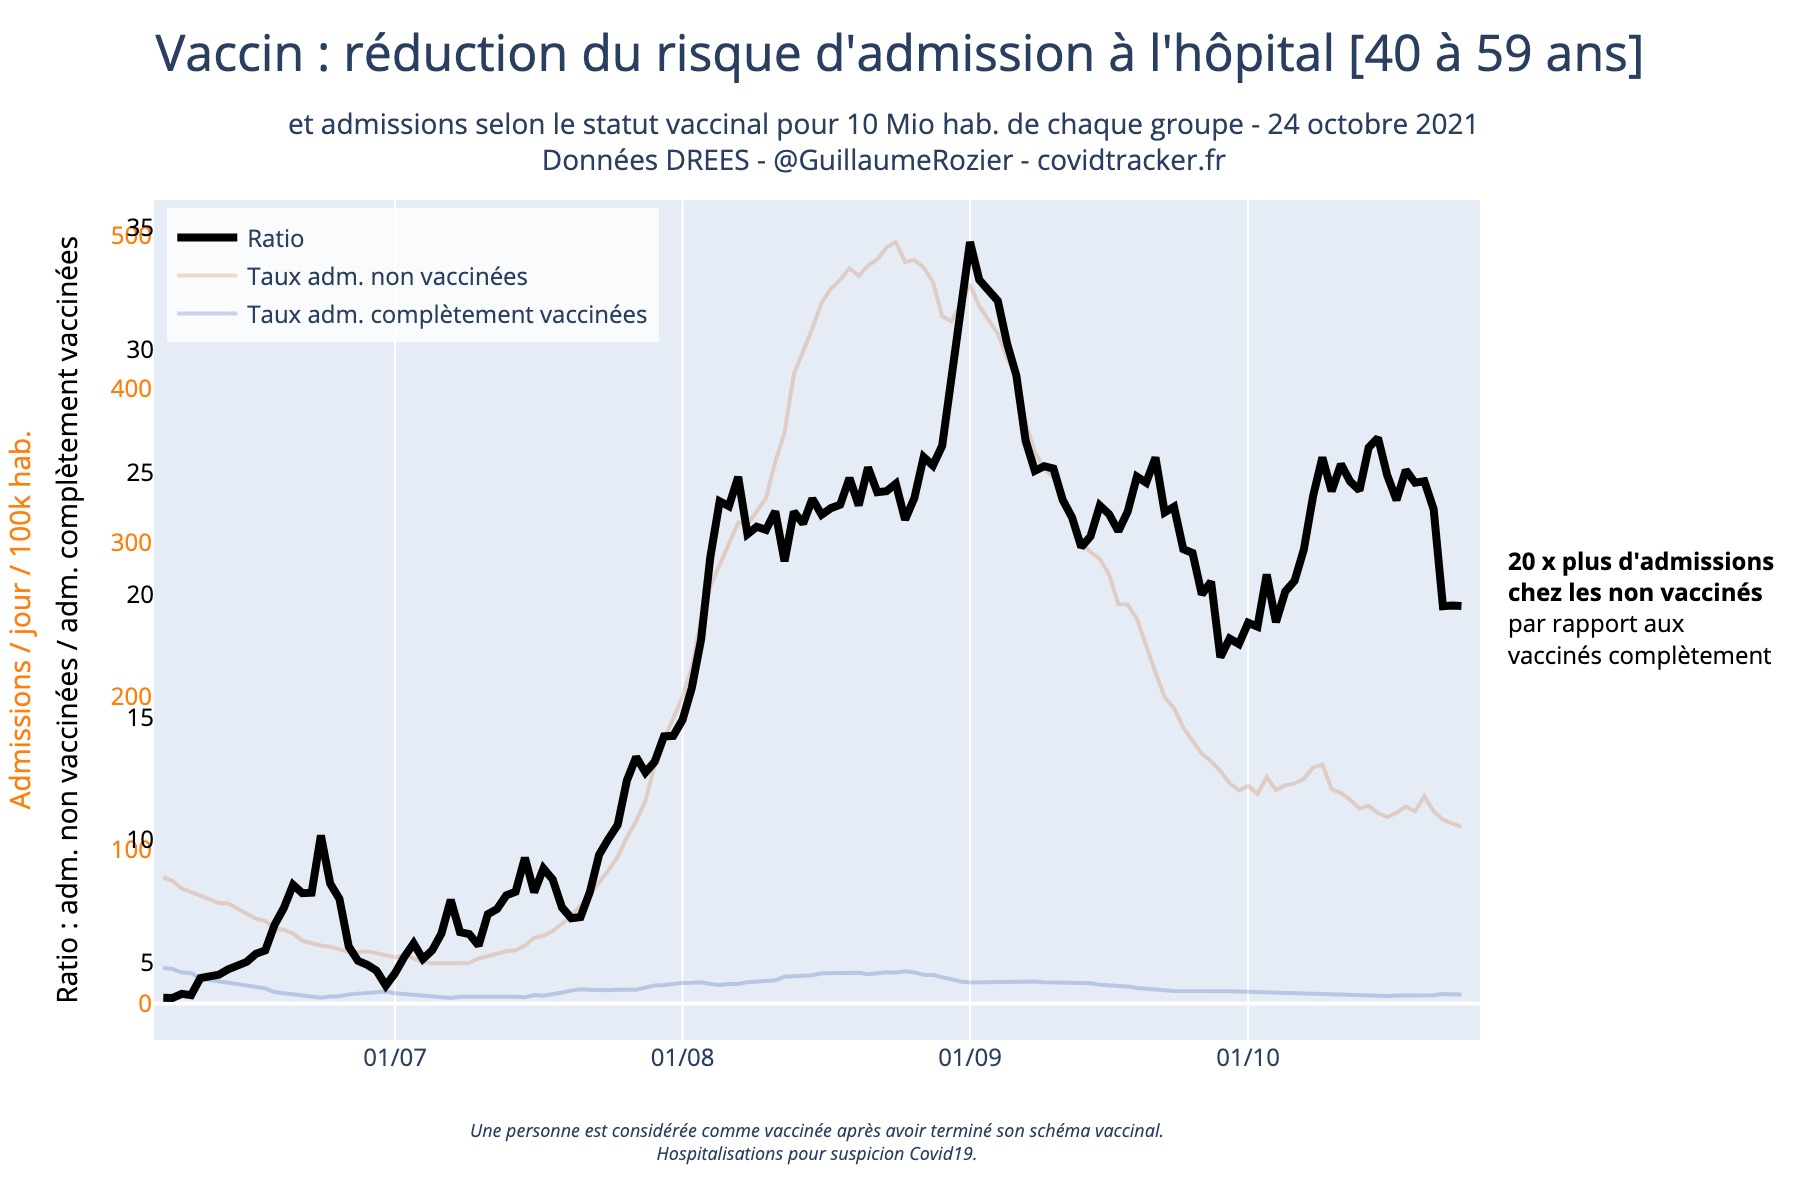 Vaccin : réduction du risque d'admission à l'hôpital [40 à 59 ans]
et admissions selon le statut vaccinal pour 10 Mio hab. de chaque groupe - 24 octobre 2021
Données DREES - @GuillaumeRozier - covidtracker.fr
Admissions / jour / 100k hab.
Ratio : adm. non vaccinées / adm. complètement vaccinées
35
500
30
400
25
300
20
200
15
10
100
5
0
Ratio
Taux adm. non vaccinées
Taux adm. complètement vaccinées
20 x plus d'admissions
chez les non vaccinés
par rapport aux
vaccinés complètement
01/07
01/08
01/09
01/10
Une personne est considérée comme vaccinée après avoir terminé son schéma vaccinal.
Hospitalisations pour suspicion Covid19.